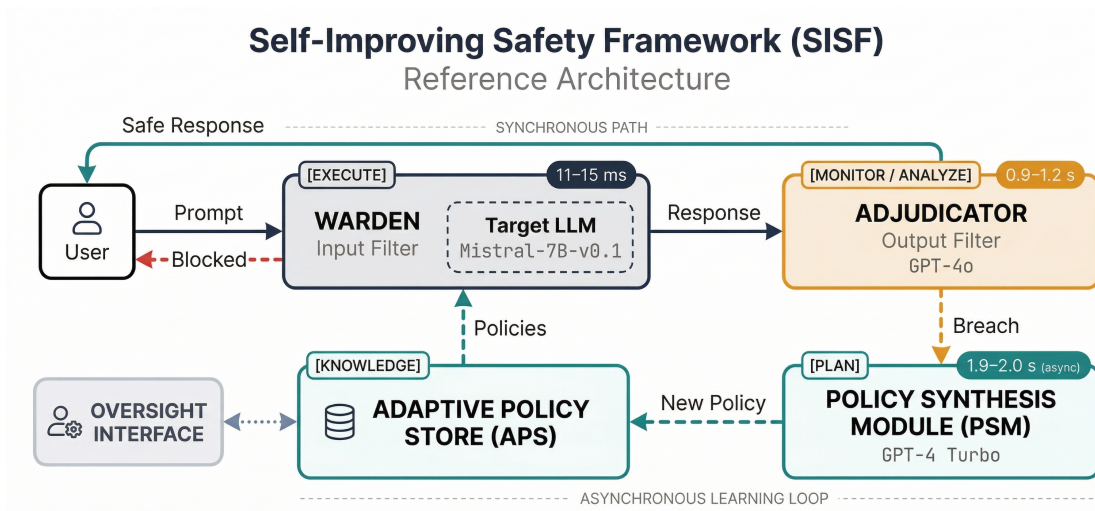 Self-Improving Safety Framework (SISF)
Reference Architecture
Safe Response
SYNCHRONOUS PATH
[EXECUTE]
11–15 ms
[MONITOR / ANALYZE]
0.9–1.2 s
User
Prompt
Blocked
WARDEN
Input Filter
Target LLM
Mistral-7B-v0.1
Response
ADJUDICATOR
Output Filter
GPT-4o
Policies
Breach
[KNOWLEDGE]
[PLAN]
1.9–2.0 s (async)
OVERSIGHT
INTERFACE
ADAPTIVE POLICY
STORE (APS)
New Policy
POLICY SYNTHESIS
MODULE (PSM)
GPT-4 Turbo
ASYNCHRONOUS LEARNING LOOP